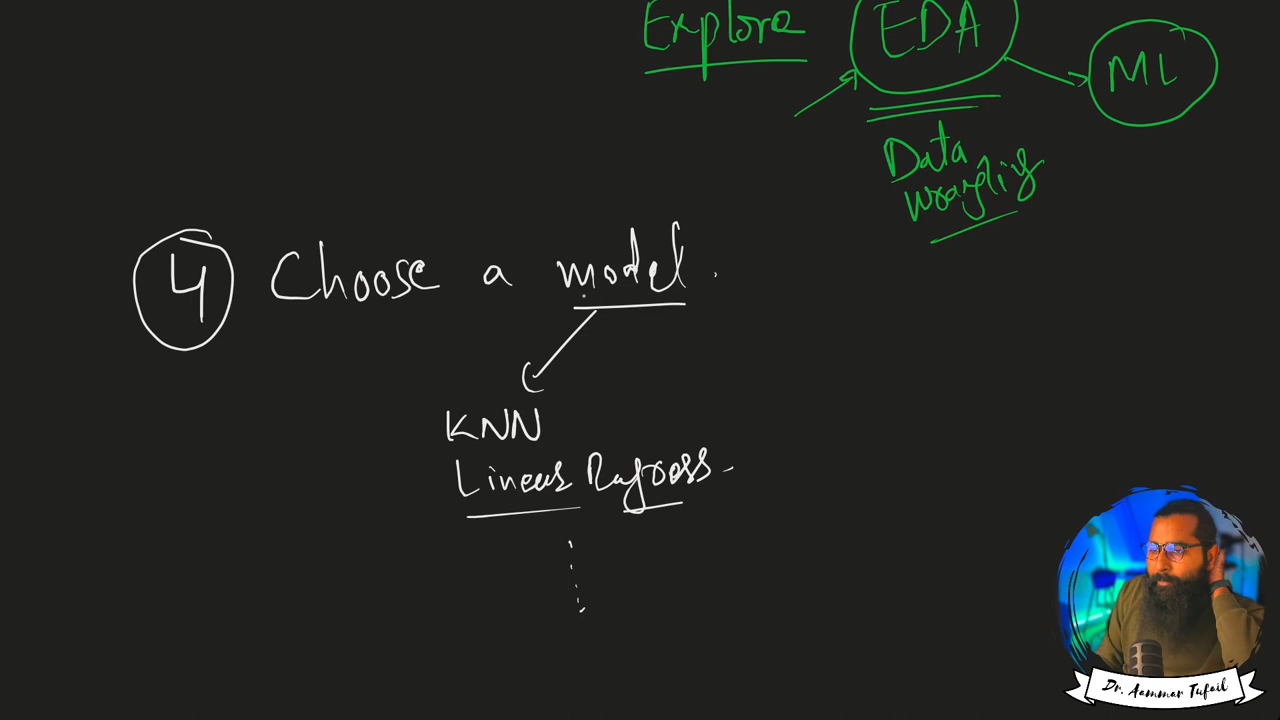 Explore
EDA
ML
Data
wrangling
4 Choose a model.
KNN
Linear Regress-
Dr. Aammar Tufail